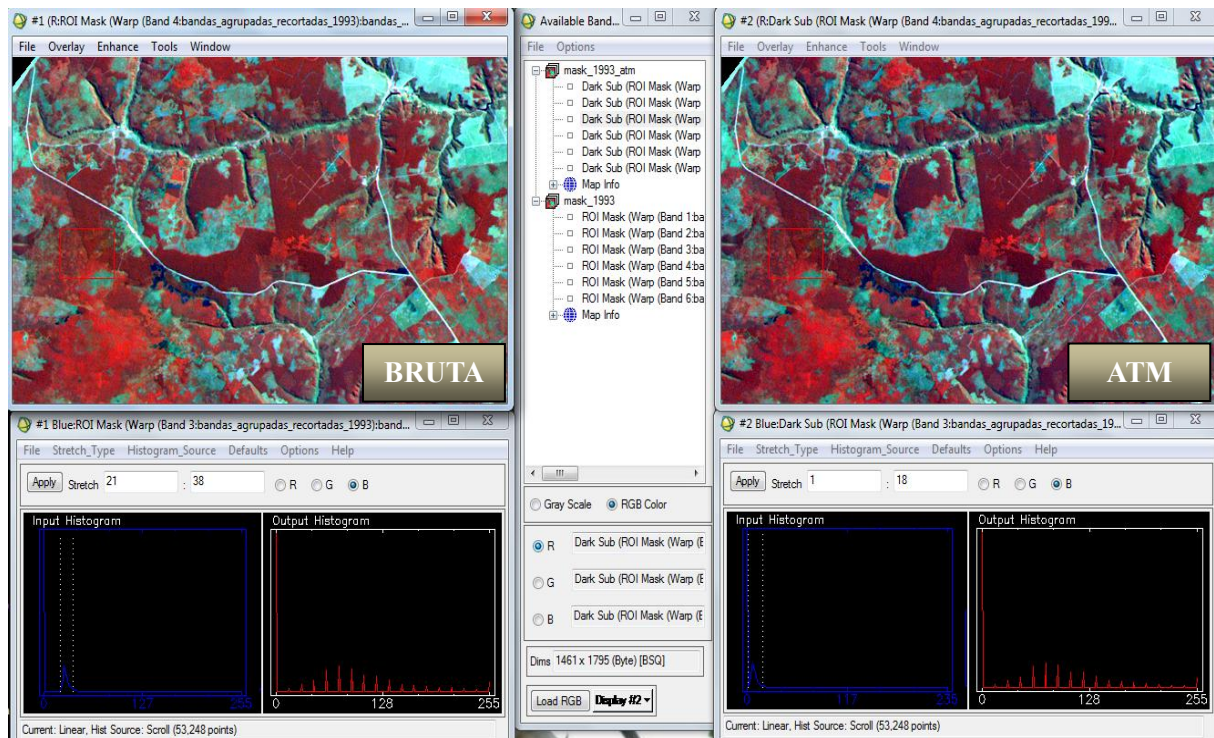 #1 (R:ROI Mask (Warp (Band 4:bandas_agrupadas_recortadas_1993):bandas_...
File Overlay Enhance Tools Window
BRUTA
#1 Blue:ROI Mask (Warp (Band 3:bandas_agrupadas_recortadas_1993):band...
File Stretch_Type Histogram_Source Defaults Options Help
Apply Stretch 21 : 38 R G B
Input Histogram
0 127 255
Output Histogram
0 128 255
Current: Linear, Hist Source: Scroll (53,248 points)
Available Band...
File Options
mask_1993_atm
Dark Sub (ROI Mask (Warp
Dark Sub (ROI Mask (Warp
Dark Sub (ROI Mask (Warp
Dark Sub (ROI Mask (Warp
Dark Sub (ROI Mask (Warp
Dark Sub (ROI Mask (Warp
Map Info
mask_1993
ROI Mask (Warp (Band 1:ba
ROI Mask (Warp (Band 2:ba
ROI Mask (Warp (Band 3:ba
ROI Mask (Warp (Band 4:ba
ROI Mask (Warp (Band 5:ba
ROI Mask (Warp (Band 6:ba
Map Info
Gray Scale RGB Color
R Dark Sub (ROI Mask (Warp (E
G Dark Sub (ROI Mask (Warp (E
B Dark Sub (ROI Mask (Warp (E
Dims 1461 x 1795 (Byte) [BSQ]
Load RGB Display #2
#2 (R:Dark Sub (ROI Mask (Warp (Band 4:bandas_agrupadas_recortadas_199...
File Overlay Enhance Tools Window
ATM
#2 Blue:Dark Sub (ROI Mask (Warp (Band 3:bandas_agrupadas_recortadas_19...
File Stretch_Type Histogram_Source Defaults Options Help
Apply Stretch 1 : 18 R G B
Input Histogram
0 117 235
Output Histogram
0 128 255
Current: Linear, Hist Source: Scroll (53,248 points)